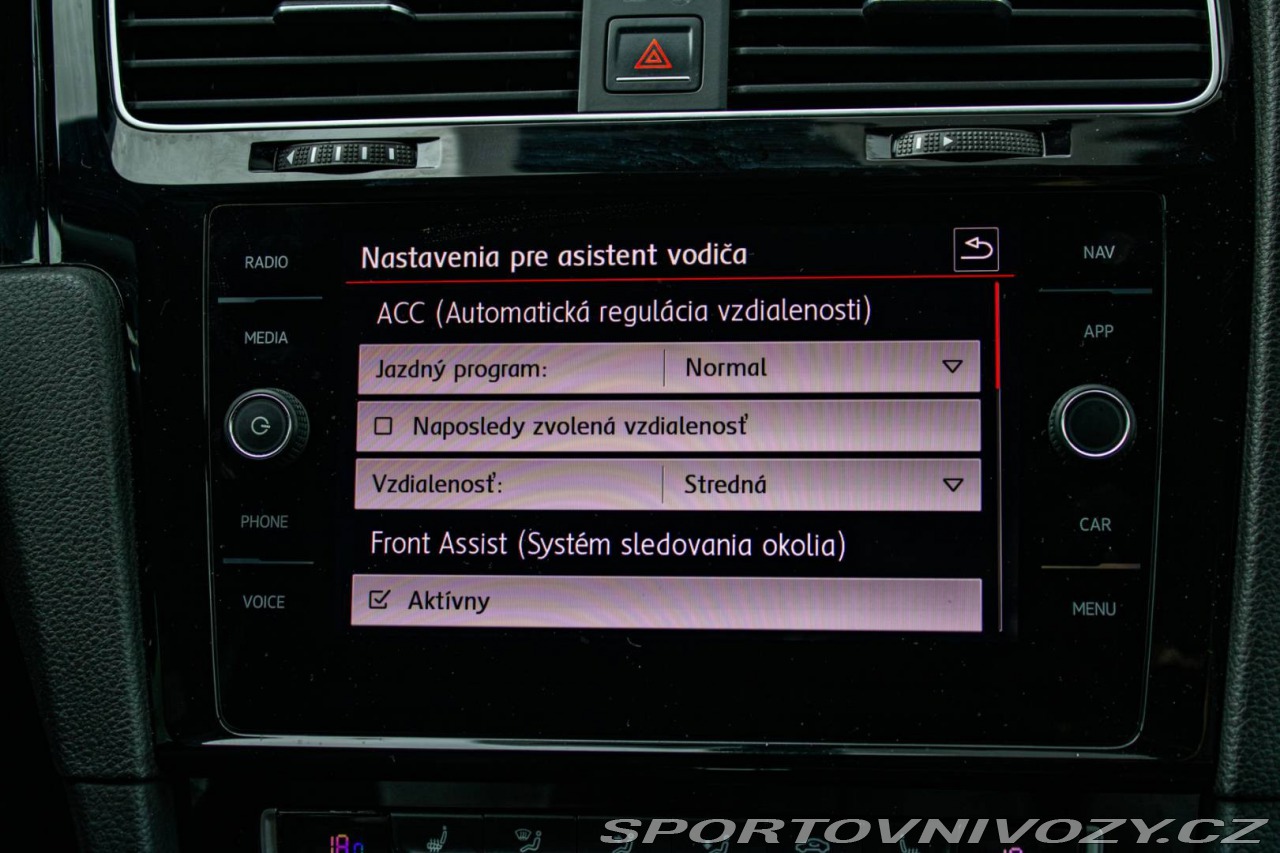 RADIO
MEDIA
PHONE
VOICE
Nastavenia pre asistent vodiča
ACC (Automatická regulácia vzdialenosti)
Jazdný program: Normal
Naposledy zvolená vzdialenosť
Vzdialenosť: Stredná
Front Assist (Systém sledovania okolia)
Aktívny
NAV
APP
CAR
MENU
SPORTOVNIVOZY.CZ